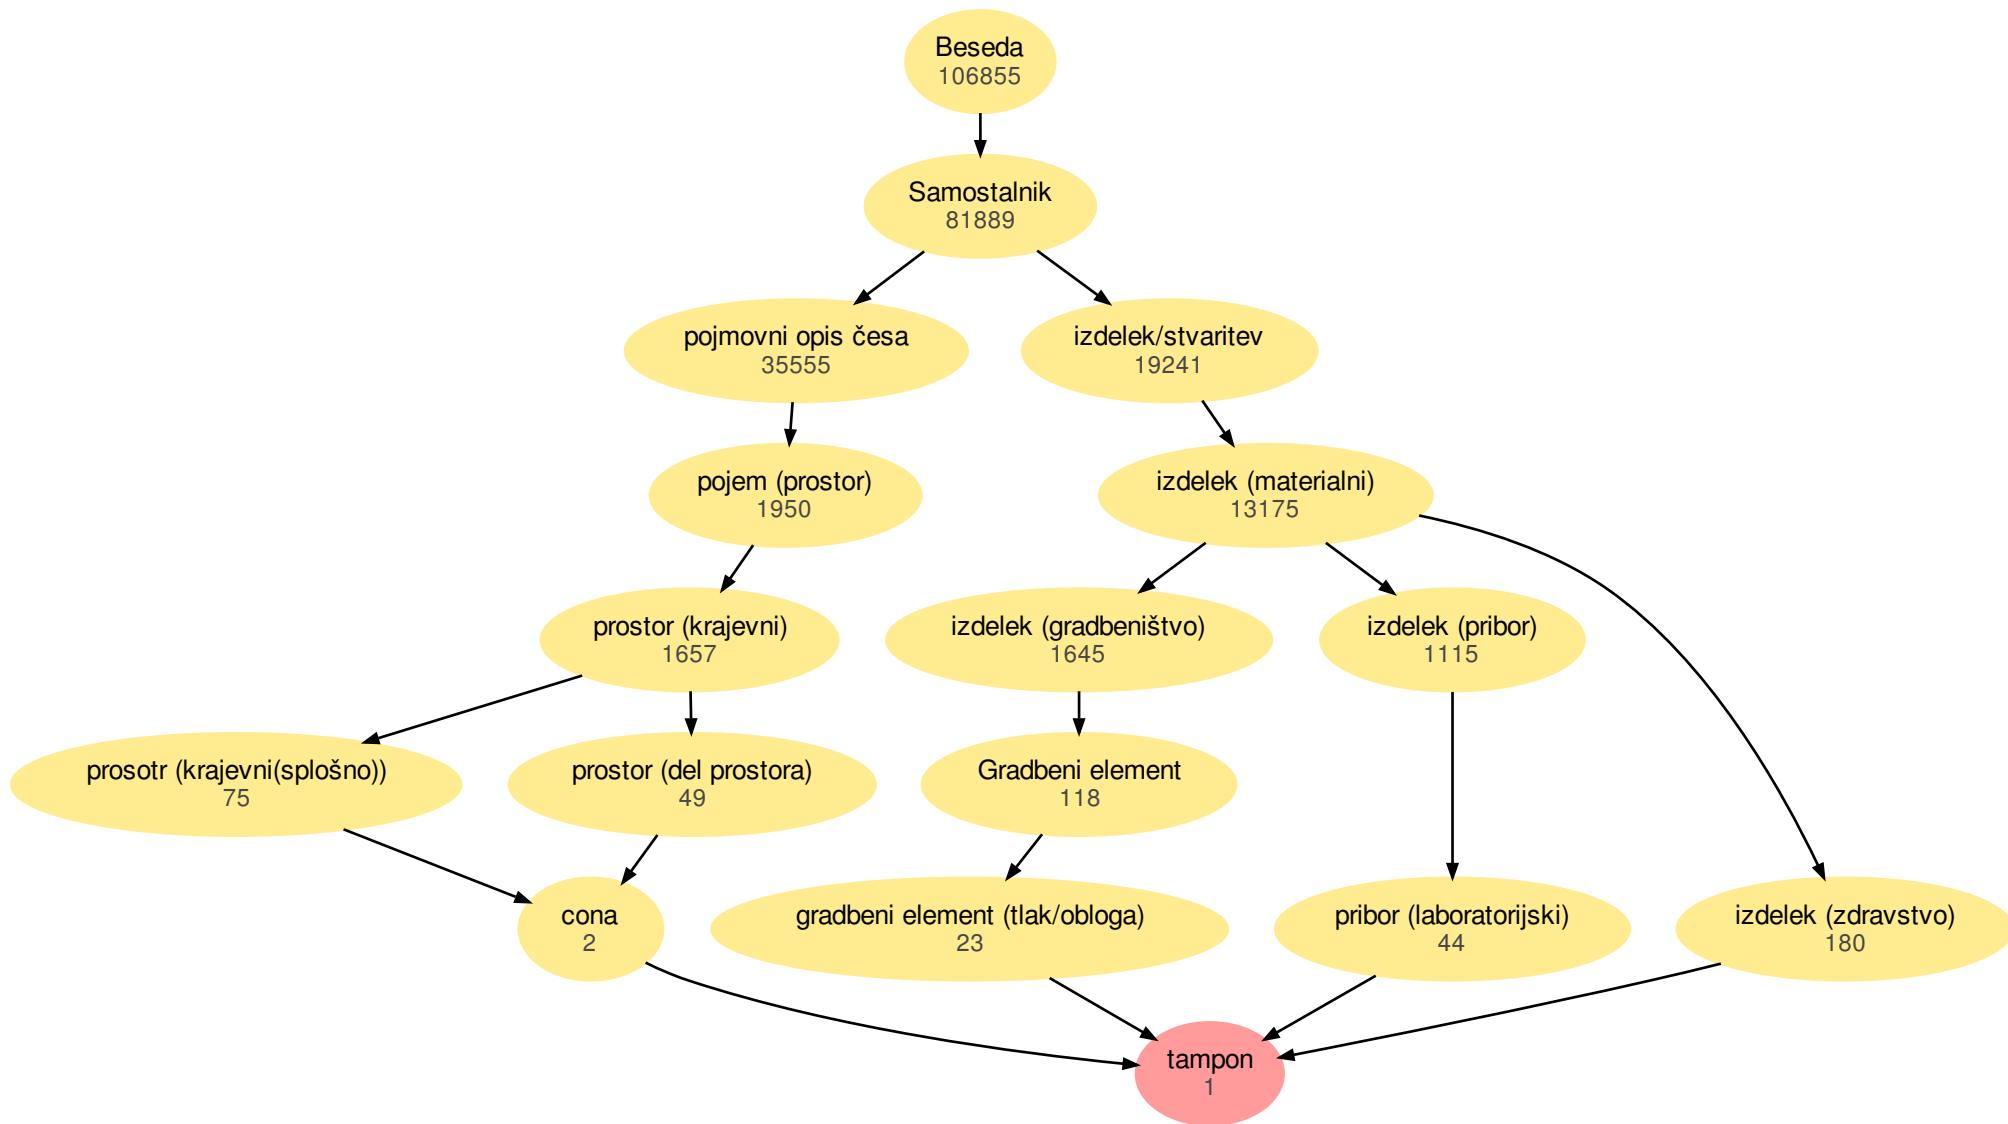 Beseda
106855
Samostalnik
81889
pojmovni opis česa
35555
izdelek/stvaritev
19241
pojem (prostor)
1950
izdelek (materialni)
13175
prostor (krajevni)
1657
izdelek (gradbeništvo)
1645
izdelek (pribor)
1115
prosotr (krajevni(splošno))
75
prostor (del prostora)
49
Gradbeni element
118
cona
2
gradbeni element (tlak/obloga)
23
pribor (laboratorijski)
44
izdelek (zdravstvo)
180
tampon
1